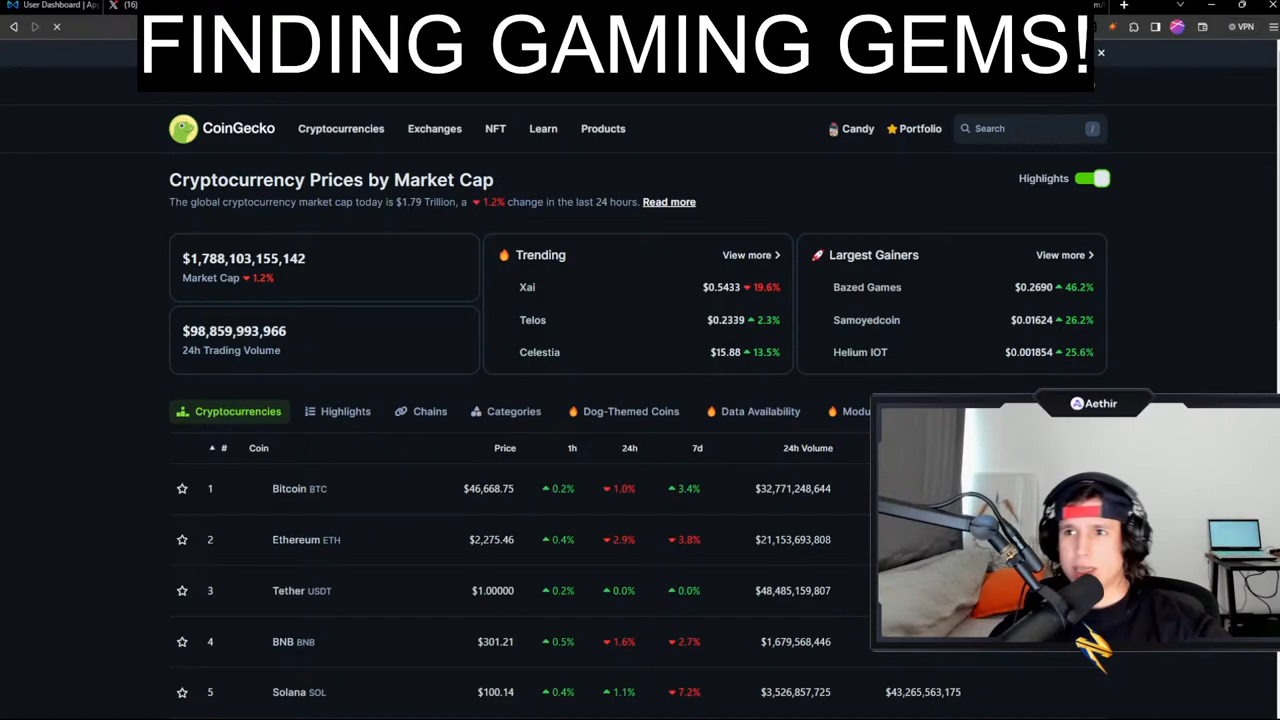 User Dashboard | Ap
(16)
FINDING GAMING GEMS!
VPN
CoinGecko Cryptocurrencies Exchanges NFT Learn Products Candy Portfolio Search /
Cryptocurrency Prices by Market Cap
Highlights
The global cryptocurrency market cap today is $1.79 Trillion, a 1.2% change in the last 24 hours. Read more
$1,788,103,155,142
Market Cap 1.2%
$98,859,993,966
24h Trading Volume
Trending View more
Xai $0.5433 19.6%
Telos $0.2339 2.3%
Celestia $15.88 13.5%
Largest Gainers View more
Bazed Games $0.2690 46.2%
Samoyedcoin $0.01624 26.2%
Helium IOT $0.001854 25.6%
Cryptocurrencies Highlights Chains Categories Dog-Themed Coins Data Availability Modu
# Coin Price 1h 24h 7d 24h Volume
1 Bitcoin BTC $46,668.75 0.2% 1.0% 3.4% $32,771,248,644
2 Ethereum ETH $2,275.46 0.4% 2.9% 3.8% $21,153,693,808
3 Tether USDT $1.00000 0.2% 0.0% 0.0% $48,485,159,807
4 BNB BNB $301.21 0.5% 1.6% 2.7% $1,679,568,446
5 Solana SOL $100.14 0.4% 1.1% 7.2% $3,526,857,725 $43,265,563,175
Aethir